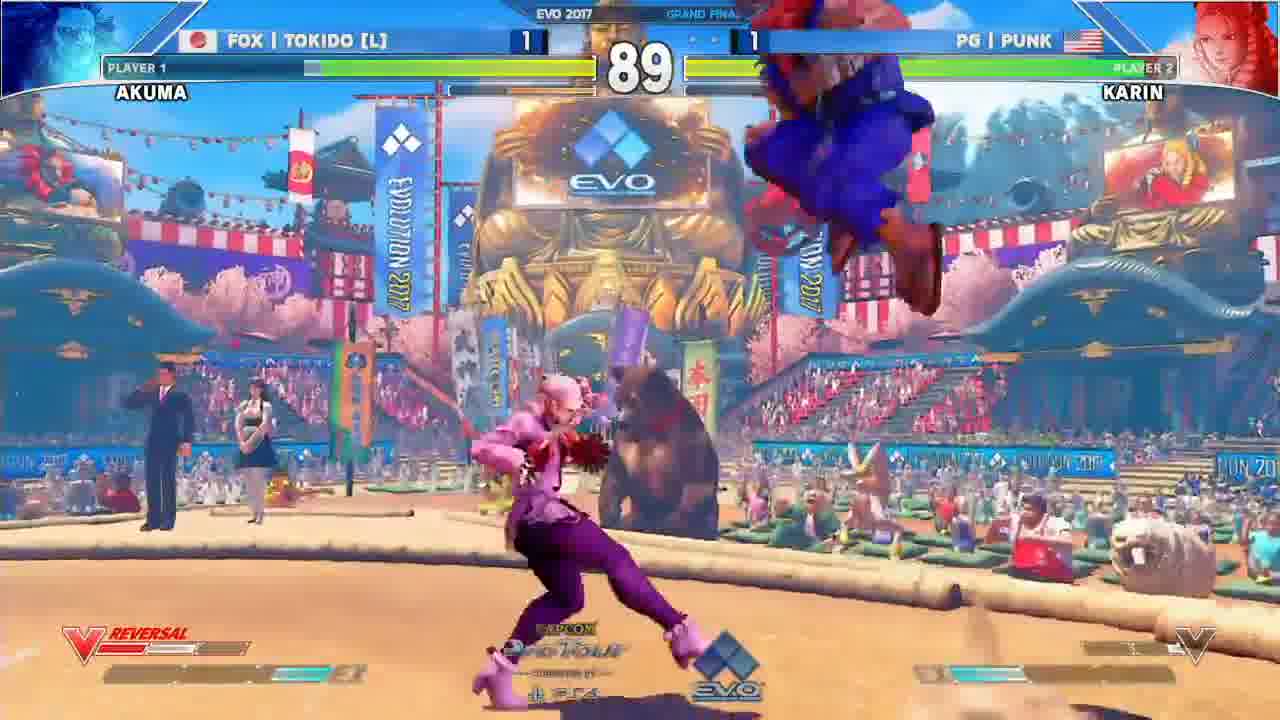 EVO 2017 GRAND FINAL
FOX | TOKIDO [L] 1
1 PG | PUNK
89
PLAYER 1
PLAYER 2
AKUMA
KARIN
EVO
EVOLUTION 2017
2017
REVERSAL
V
V
CAPCOM
PRO TOUR
PS4
EVO